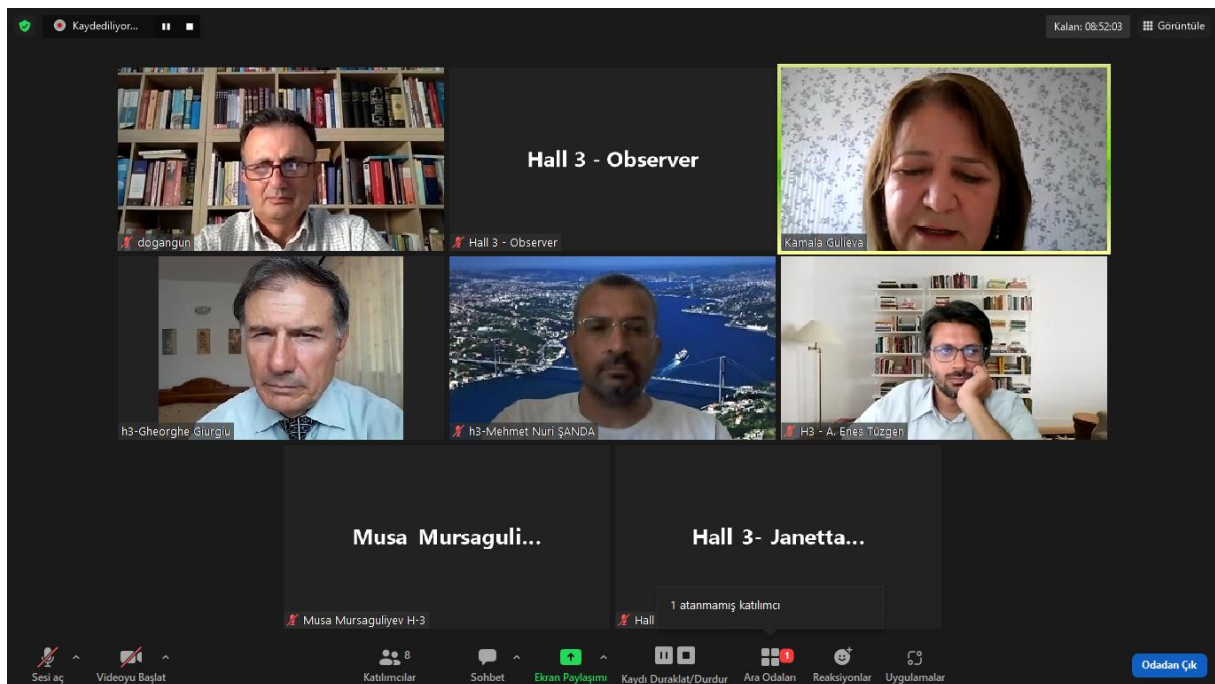 Kaydediliyor...
Kalan: 08:52:03
Görüntüle
dogangun
Hall 3 - Observer
Hall 3 - Observer
Kamala Gulieva
h3-Gheorghe Giurgiu
h3-Mehmet Nuri ŞANDA
H3 - A. Enes Tüzgen
Musa Mursaguli...
Musa Mursaguliyev H-3
Hall 3- Janetta...
Hall
1 atanmamış katılımcı
Sesi aç
Videoyu Başlat
8
Katılımcılar
Sohbet
Ekran Paylaşımı
Kaydı Duraklat/Durdur
1
Ara Odaları
Reaksiyonlar
Uygulamalar
Odadan Çık